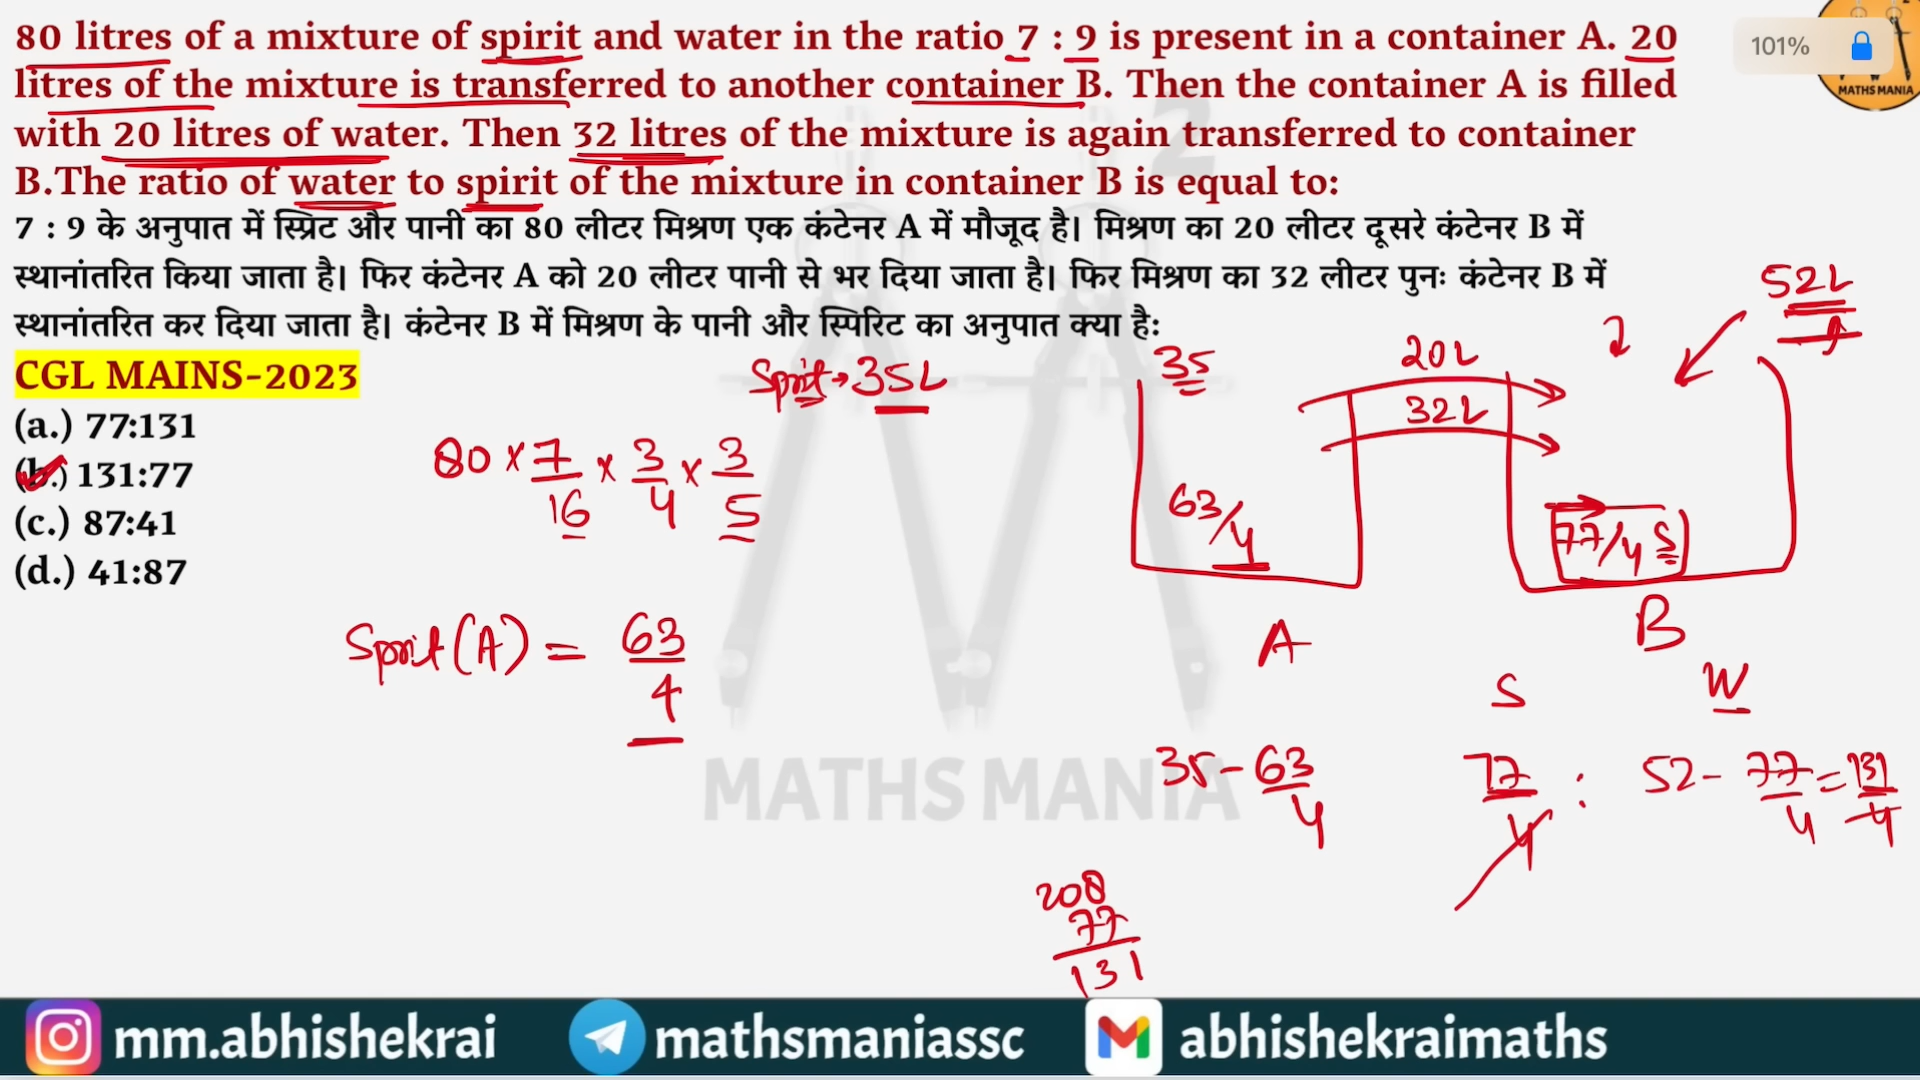 80 litres of a mixture of spirit and water in the ratio 7 : 9 is present in a container A. 20
litres of the mixture is transferred to another container B. Then the container A is filled
with 20 litres of water. Then 32 litres of the mixture is again transferred to container
B.The ratio of water to spirit of the mixture in container B is equal to:
7 : 9 के अनुपात में स्प्रिट और पानी का 80 लीटर मिश्रण एक कंटेनर A में मौजूद है। मिश्रण का 20 लीटर दूसरे कंटेनर B में
स्थानांतरित किया जाता है। फिर कंटेनर A को 20 लीटर पानी से भर दिया जाता है। फिर मिश्रण का 32 लीटर पुनः कंटेनर B में
स्थानांतरित कर दिया जाता है। कंटेनर B में मिश्रण के पानी और स्पिरिट का अनुपात क्या है:
CGL MAINS-2023
(a.) 77:131
(b.) 131:77
(c.) 87:41
(d.) 41:87
101%
MATHS MANIA
2
52L
Sprit → 35L
35
20L
32L
80 × 7/16 × 3/4 × 3/5
63/4
77/4 S
A
B
Sprit (A) = 63/4
S
W
35 - 63/4
77/4 : 52 - 77/4 = 131/4
MATHS MANIA
208
77
131
mm.abhishekrai
mathsmaniassc
abhishekraimaths